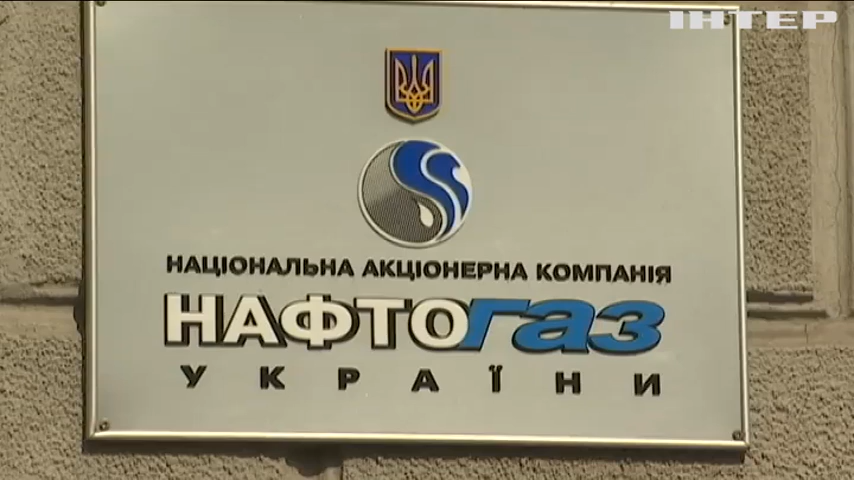 ІНТЕР
НАЦІОНАЛЬНА АКЦІОНЕРНА КОМПАНІЯ
НАФТОГАЗ
УКРАЇНИ